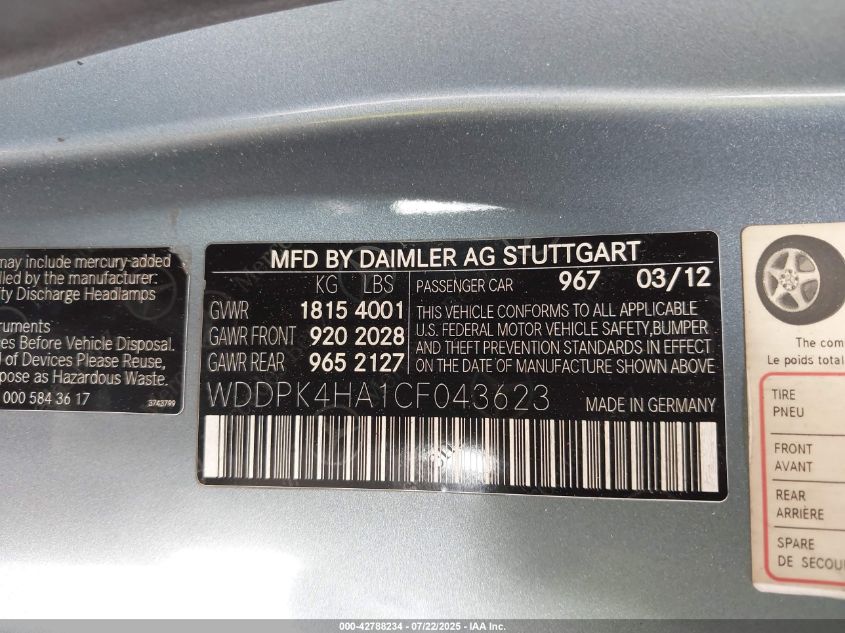 may include mercury-added
lled by the manufacturer:
ity Discharge Headlamps
struments
ces Before Vehicle Disposal.
l of Devices Please Reuse,
pose as Hazardous Waste.
000 584 36 17
3743799
MFD BY DAIMLER AG STUTTGART
KG LBS
GVWR 1815 4001
GAWR FRONT 920 2028
GAWR REAR 965 2127
PASSENGER CAR 967 03/12
THIS VEHICLE CONFORMS TO ALL APPLICABLE
U.S. FEDERAL MOTOR VEHICLE SAFETY,BUMPER
AND THEFT PREVENTION STANDARDS IN EFFECT
ON THE DATE OF MANUFACTURE SHOWN ABOVE
WDDPK4HA1CF043623 MADE IN GERMANY
The com
Le poids total
TIRE
PNEU
FRONT
AVANT
REAR
ARRIÈRE
SPARE
DE SECOU
000-42788234 - 07/22/2025 - IAA Inc.